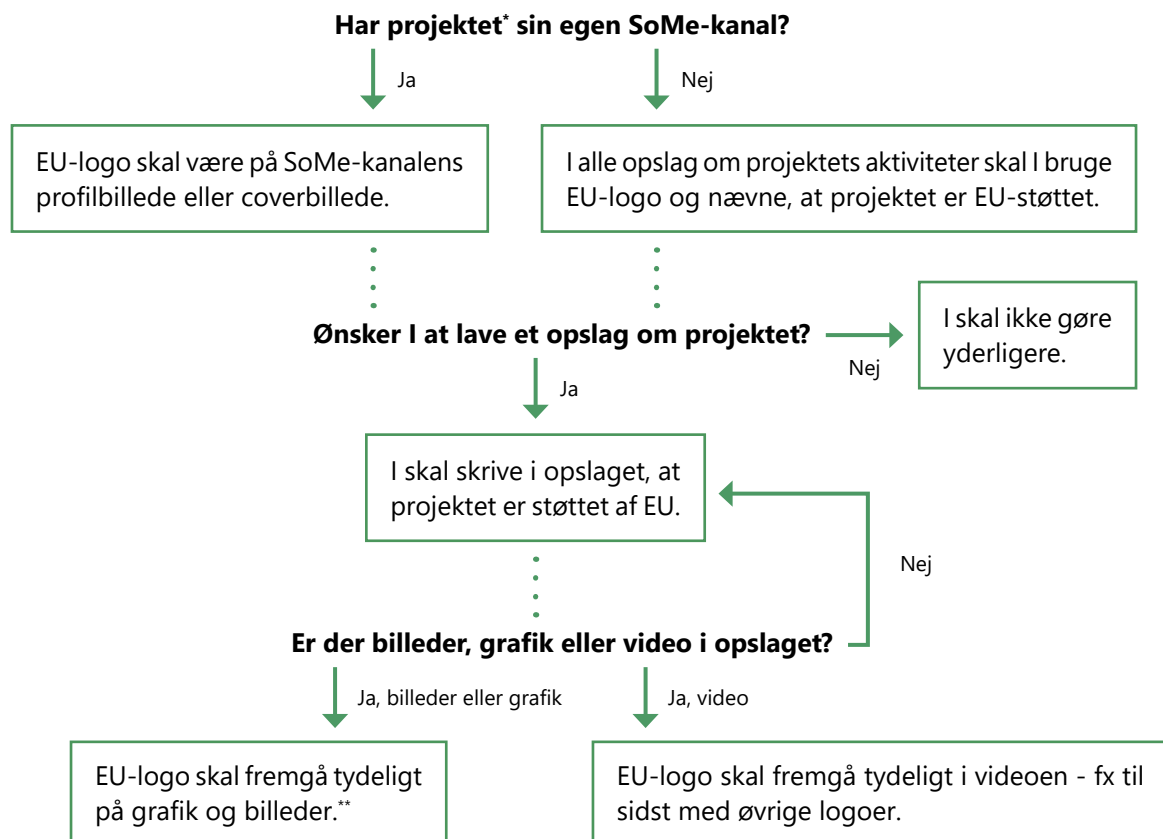 Har projektet* sin egen SoMe-kanal?
Ja
Nej
EU-logo skal være på SoMe-kanalens
profilbillede eller coverbillede.
I alle opslag om projektets aktiviteter skal I bruge
EU-logo og nævne, at projektet er EU-støttet.
Ønsker I at lave et opslag om projektet?
Nej
I skal ikke gøre
yderligere.
Ja
I skal skrive i opslaget, at
projektet er støttet af EU.
Nej
Er der billeder, grafik eller video i opslaget?
Ja, billeder eller grafik
Ja, video
EU-logo skal fremgå tydeligt
på grafik og billeder.**
EU-logo skal fremgå tydeligt i videoen - fx til
sidst med øvrige logoer.